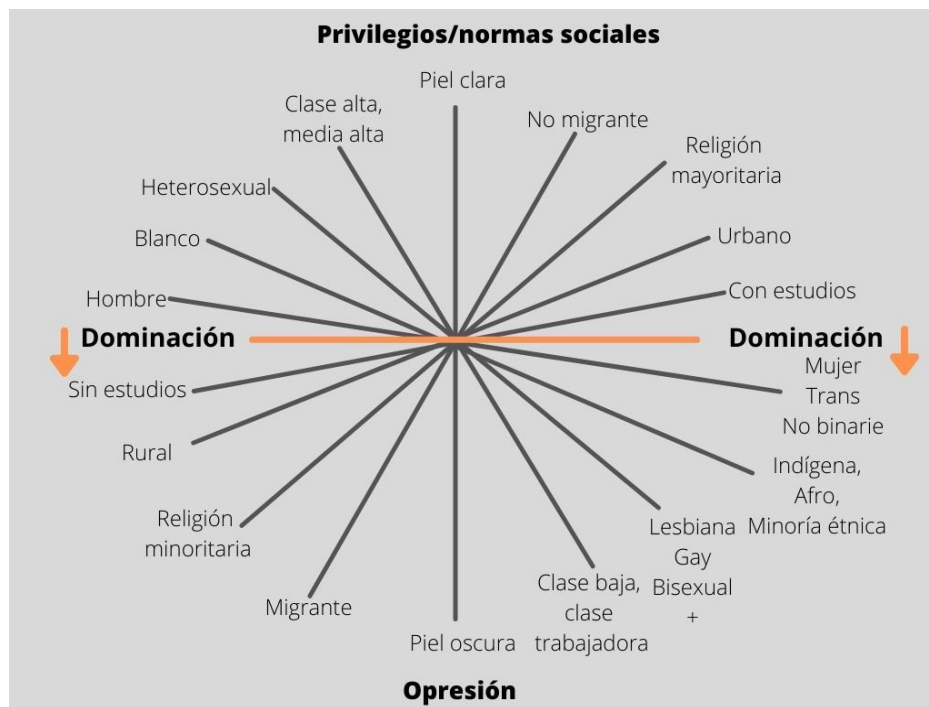 Privilegios/normas sociales
Piel clara
Clase alta,
media alta
No migrante
Religión
mayoritaria
Heterosexual
Blanco
Urbano
Hombre
Con estudios
Dominación
Dominación
Sin estudios
Mujer
Trans
No binarie
Rural
Indígena,
Afro,
Minoría étnica
Religión
minoritaria
Lesbiana
Gay
Bisexual
+
Migrante
Clase baja,
clase
trabajadora
Piel oscura
Opresión